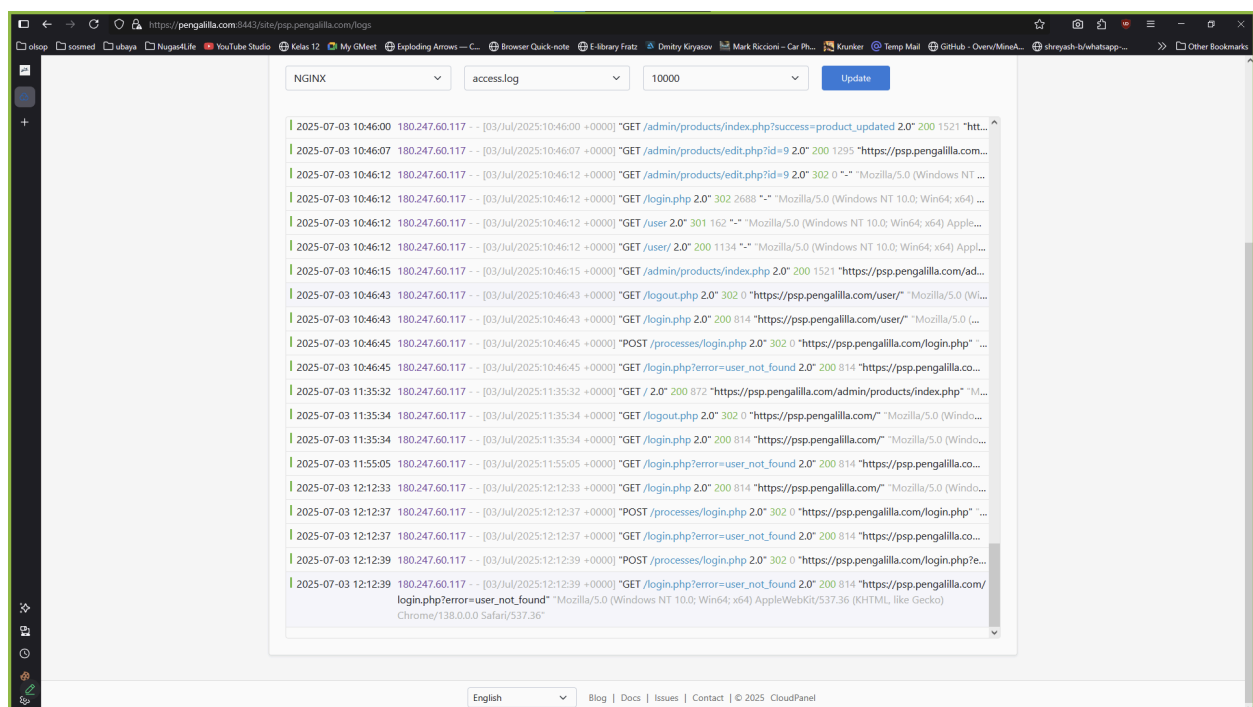 https://pengalilla.com:8443/site/psp.pengalilla.com/logs
olsop sosmed ubaya Nugas4Life YouTube Studio Kelas 12 My GMeet Exploding Arrows — C... Browser Quick-note E-library Fratz Dmitry Kiryasov Mark Riccioni – Car Ph... Krunker Temp Mail GitHub - Overv/MineA... shreyash-b/whatsapp-... Other Bookmarks
NGINX access.log 10000 Update
2025-07-03 10:46:00 180.247.60.117 - - [03/Jul/2025:10:46:00 +0000] "GET /admin/products/index.php?success=product_updated 2.0" 200 1521 "htt...
2025-07-03 10:46:07 180.247.60.117 - - [03/Jul/2025:10:46:07 +0000] "GET /admin/products/edit.php?id=9 2.0" 200 1295 "https://psp.pengalilla.com...
2025-07-03 10:46:12 180.247.60.117 - - [03/Jul/2025:10:46:12 +0000] "GET /admin/products/edit.php?id=9 2.0" 302 0 "-" "Mozilla/5.0 (Windows NT ...
2025-07-03 10:46:12 180.247.60.117 - - [03/Jul/2025:10:46:12 +0000] "GET /login.php 2.0" 302 2688 "-" "Mozilla/5.0 (Windows NT 10.0; Win64; x64) ...
2025-07-03 10:46:12 180.247.60.117 - - [03/Jul/2025:10:46:12 +0000] "GET /user 2.0" 301 162 "-" "Mozilla/5.0 (Windows NT 10.0; Win64; x64) Apple...
2025-07-03 10:46:12 180.247.60.117 - - [03/Jul/2025:10:46:12 +0000] "GET /user/ 2.0" 200 1134 "-" "Mozilla/5.0 (Windows NT 10.0; Win64; x64) Appl...
2025-07-03 10:46:15 180.247.60.117 - - [03/Jul/2025:10:46:15 +0000] "GET /admin/products/index.php 2.0" 200 1521 "https://psp.pengalilla.com/ad...
2025-07-03 10:46:43 180.247.60.117 - - [03/Jul/2025:10:46:43 +0000] "GET /logout.php 2.0" 302 0 "https://psp.pengalilla.com/user/" "Mozilla/5.0 (Wi...
2025-07-03 10:46:43 180.247.60.117 - - [03/Jul/2025:10:46:43 +0000] "GET /login.php 2.0" 200 814 "https://psp.pengalilla.com/user/" "Mozilla/5.0 (...
2025-07-03 10:46:45 180.247.60.117 - - [03/Jul/2025:10:46:45 +0000] "POST /processes/login.php 2.0" 302 0 "https://psp.pengalilla.com/login.php" "...
2025-07-03 10:46:45 180.247.60.117 - - [03/Jul/2025:10:46:45 +0000] "GET /login.php?error=user_not_found 2.0" 200 814 "https://psp.pengalilla.co...
2025-07-03 11:35:32 180.247.60.117 - - [03/Jul/2025:11:35:32 +0000] "GET / 2.0" 200 872 "https://psp.pengalilla.com/admin/products/index.php" "M...
2025-07-03 11:35:34 180.247.60.117 - - [03/Jul/2025:11:35:34 +0000] "GET /logout.php 2.0" 302 0 "https://psp.pengalilla.com/" "Mozilla/5.0 (Windo...
2025-07-03 11:35:34 180.247.60.117 - - [03/Jul/2025:11:35:34 +0000] "GET /login.php 2.0" 200 814 "https://psp.pengalilla.com/" "Mozilla/5.0 (Windo...
2025-07-03 11:55:05 180.247.60.117 - - [03/Jul/2025:11:55:05 +0000] "GET /login.php?error=user_not_found 2.0" 200 814 "https://psp.pengalilla.co...
2025-07-03 12:12:33 180.247.60.117 - - [03/Jul/2025:12:12:33 +0000] "GET /login.php 2.0" 200 814 "https://psp.pengalilla.com/" "Mozilla/5.0 (Windo...
2025-07-03 12:12:37 180.247.60.117 - - [03/Jul/2025:12:12:37 +0000] "POST /processes/login.php 2.0" 302 0 "https://psp.pengalilla.com/login.php" "...
2025-07-03 12:12:37 180.247.60.117 - - [03/Jul/2025:12:12:37 +0000] "GET /login.php?error=user_not_found 2.0" 200 814 "https://psp.pengalilla.co...
2025-07-03 12:12:39 180.247.60.117 - - [03/Jul/2025:12:12:39 +0000] "POST /processes/login.php 2.0" 302 0 "https://psp.pengalilla.com/login.php?e...
2025-07-03 12:12:39 180.247.60.117 - - [03/Jul/2025:12:12:39 +0000] "GET /login.php?error=user_not_found 2.0" 200 814 "https://psp.pengalilla.com/
login.php?error=user_not_found" "Mozilla/5.0 (Windows NT 10.0; Win64; x64) AppleWebKit/537.36 (KHTML, like Gecko)
Chrome/138.0.0.0 Safari/537.36"
English Blog | Docs | Issues | Contact | © 2025 CloudPanel